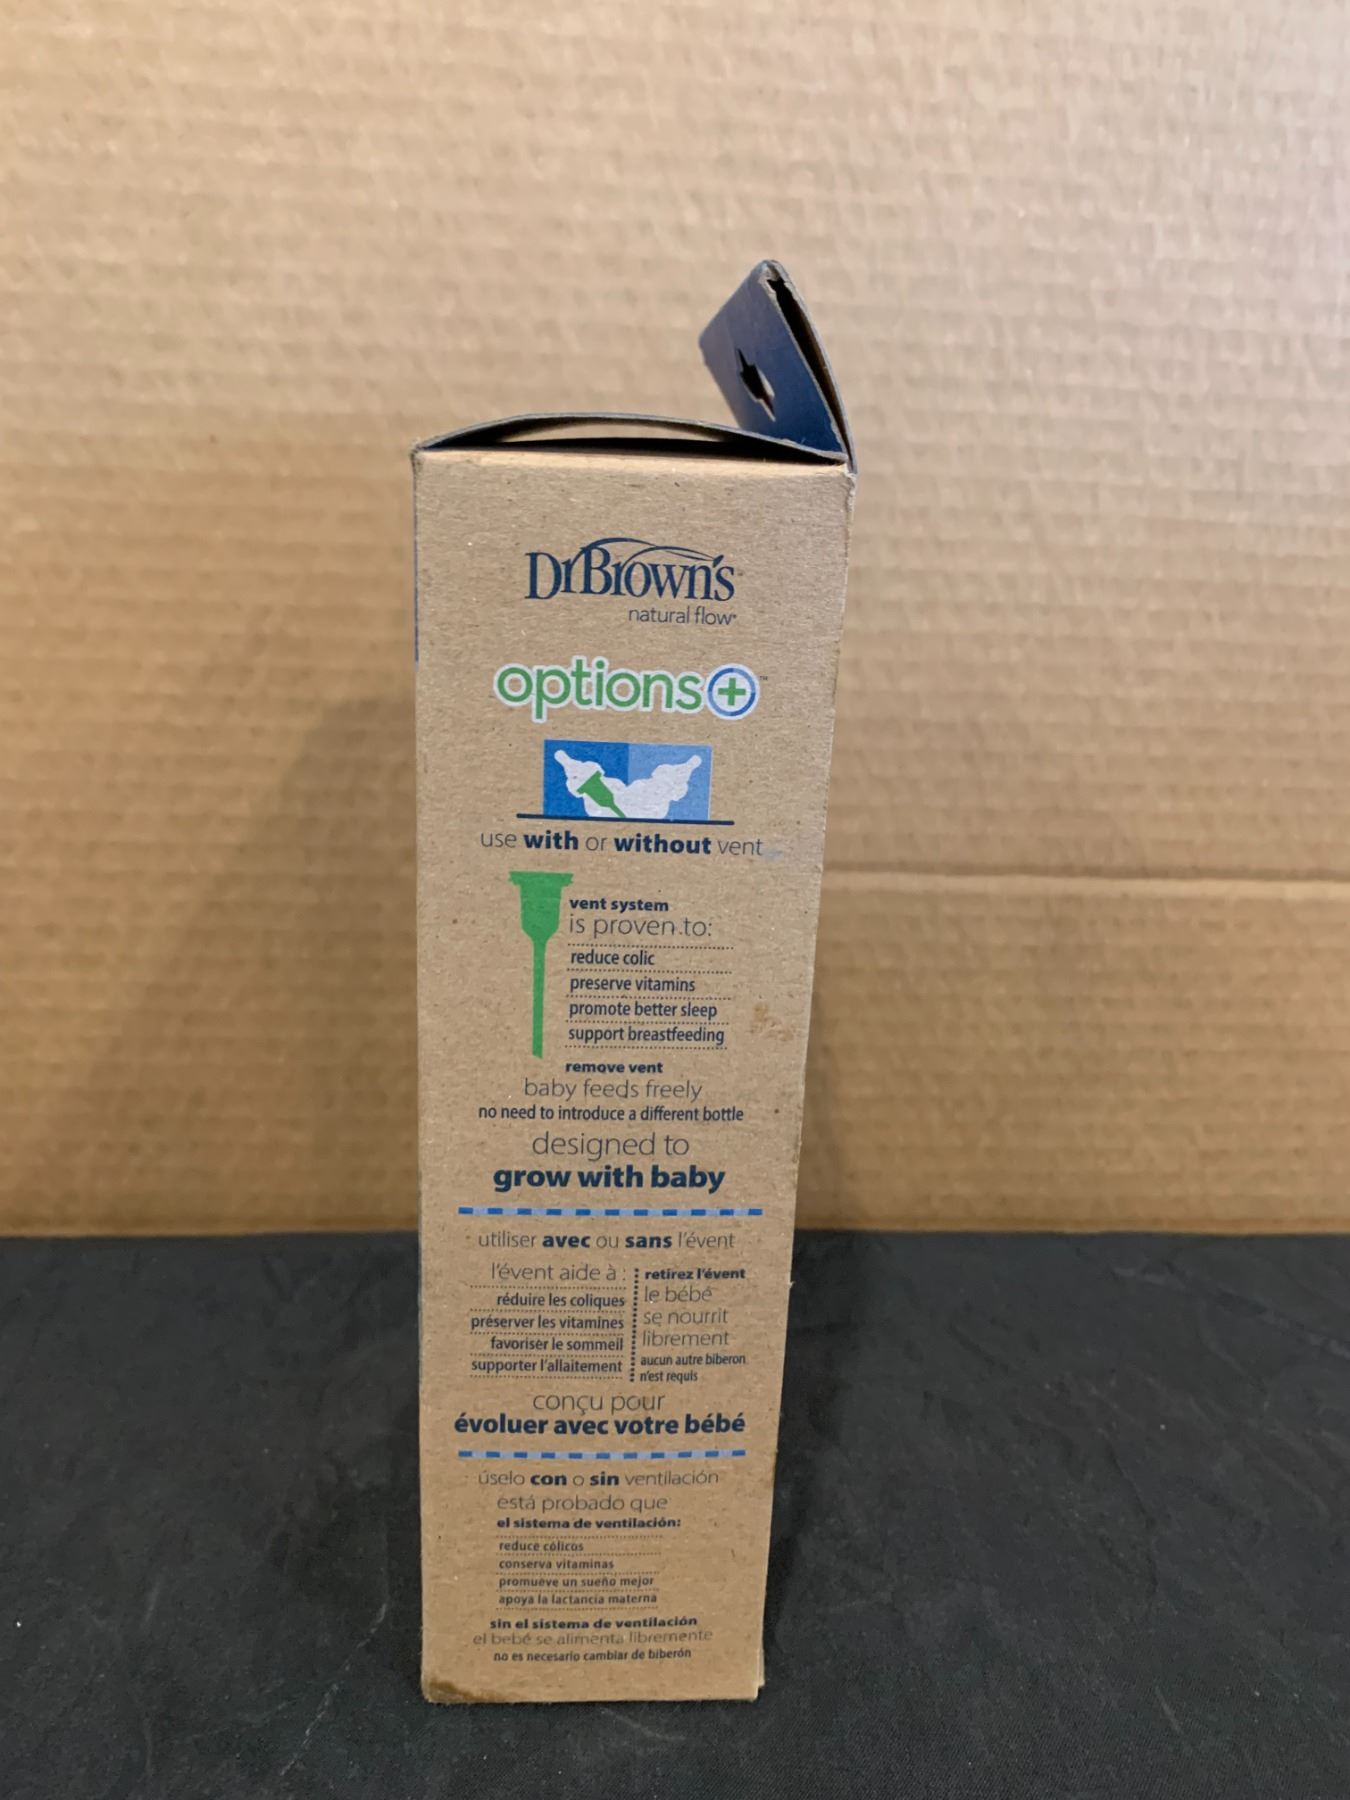 DrBrown's
natural flow
options+™
use with or without vent
vent system
is proven to:
reduce colic
preserve vitamins
promote better sleep
support breastfeeding
remove vent
baby feeds freely
no need to introduce a different bottle
designed to
grow with baby
utiliser avec ou sans l'évent
l'évent aide à :
réduire les coliques
préserver les vitamines
favoriser le sommeil
supporter l'allaitement
retirez l'évent
le bébé
se nourrit
librement
aucun autre biberon
n'est requis
conçu pour
évoluer avec votre bébé
úselo con o sin ventilación
está probado que
el sistema de ventilación:
reduce cólicos
conserva vitaminas
promueve un sueño mejor
apoya la lactancia materna
sin el sistema de ventilación
el bebé se alimenta libremente
no es necesario cambiar de biberón